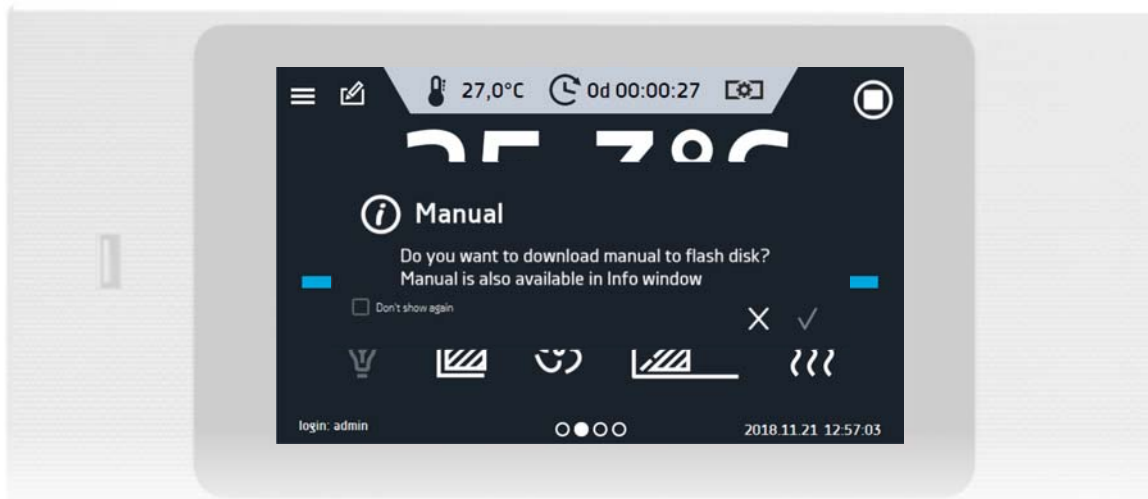 27,0°C 0d 00:00:27
Manual
Do you want to download manual to flash disk?
Manual is also available in Info window
Don't show again
login: admin
2018.11.21 12:57:03